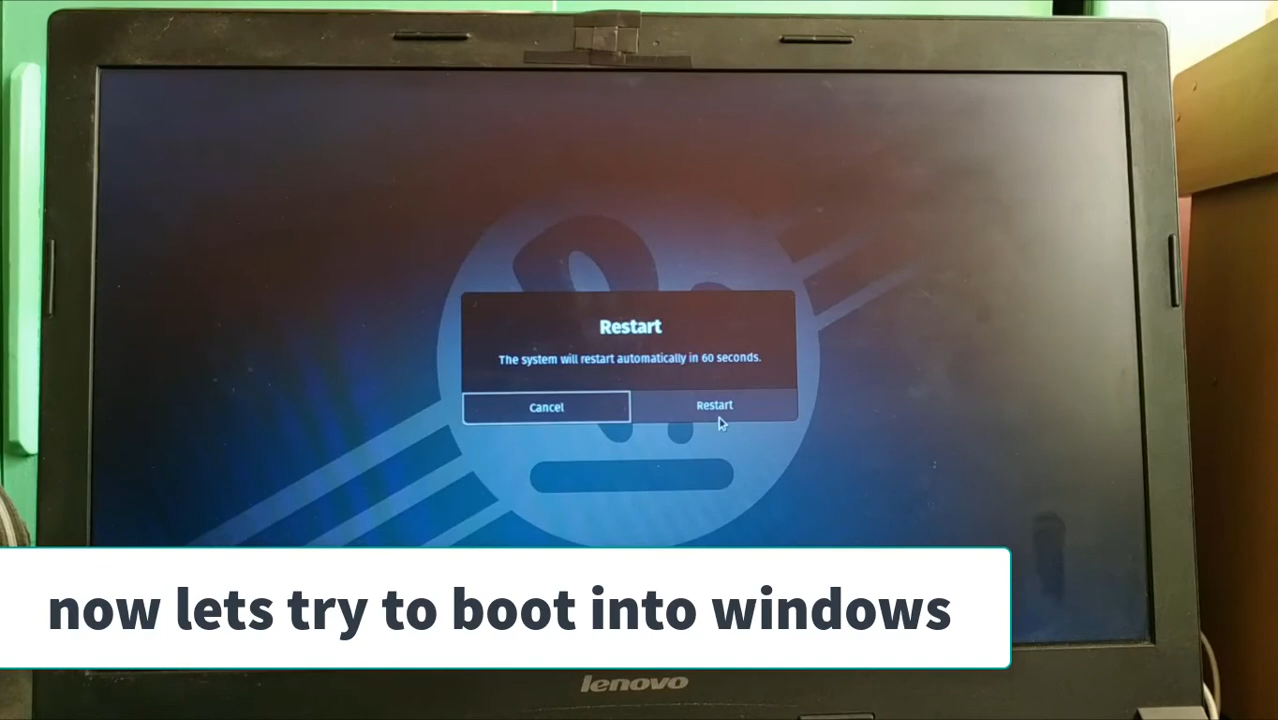 Restart
The system will restart automatically in 60 seconds.
Cancel
Restart
now lets try to boot into windows
lenovo